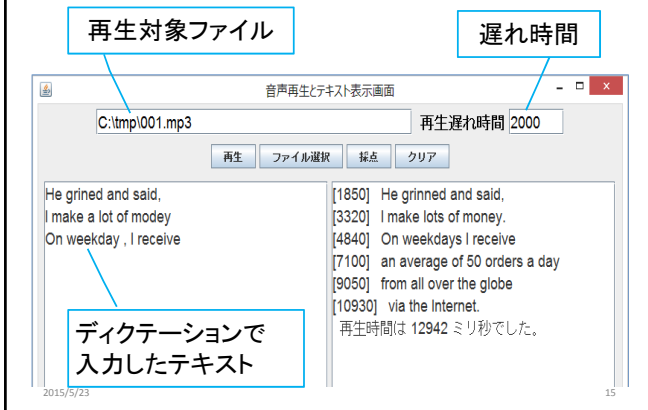 再生対象ファイル
遅れ時間
音声再生とテキスト表示画面
C:\tmp\001.mp3
再生遅れ時間 2000
再生 ファイル選択 採点 クリア
He grined and said,
I make a lot of modey
On weekday , I receive
[1850] He grinned and said,
[3320] I make lots of money.
[4840] On weekdays I receive
[7100] an average of 50 orders a day
[9050] from all over the globe
[10930] via the Internet.
再生時間は 12942 ミリ秒でした。
ディクテーションで
入力したテキスト
2015/5/23
15